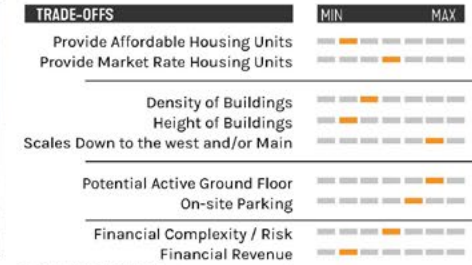 TRADE-OFFS MIN MAX
Provide Affordable Housing Units
Provide Market Rate Housing Units
Density of Buildings
Height of Buildings
Scales Down to the west and/or Main
Potential Active Ground Floor
On-site Parking
Financial Complexity / Risk
Financial Revenue